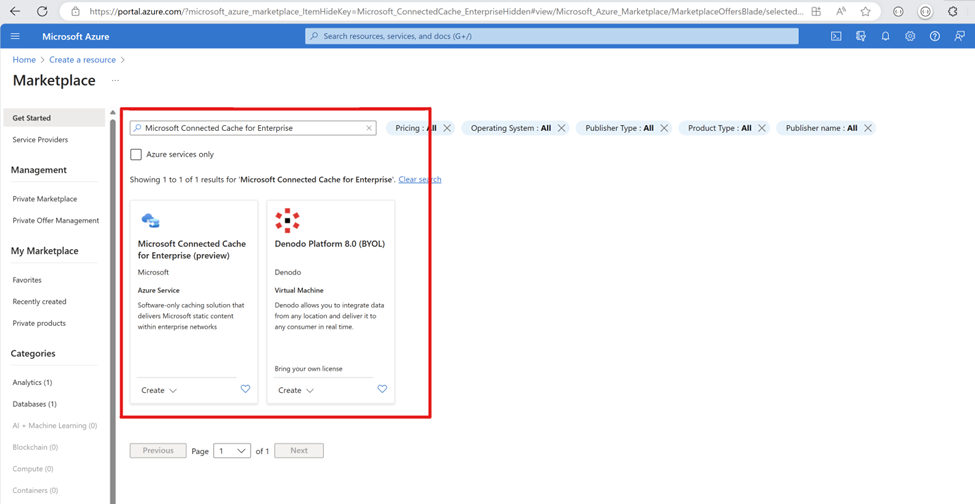 https://portal.azure.com/?microsoft_azure_marketplace_ItemHideKey=Microsoft_ConnectedCache_EnterpriseHidden#view/Microsoft_Azure_Marketplace/MarketplaceOffersBlade/selected...
Microsoft Azure
Search resources, services, and docs (G+/)
Home > Create a resource >
Marketplace ...
Get Started
Service Providers
Management
Private Marketplace
Private Offer Management
My Marketplace
Favorites
Recently created
Private products
Categories
Analytics (1)
Databases (1)
AI + Machine Learning (0)
Blockchain (0)
Compute (0)
Containers (0)
Microsoft Connected Cache for Enterprise
Pricing : All
Operating System : All
Publisher Type : All
Product Type : All
Publisher name : All
Azure services only
Showing 1 to 1 of 1 results for 'Microsoft Connected Cache for Enterprise'. Clear search
Microsoft Connected Cache
for Enterprise (preview)
Microsoft
Azure Service
Software-only caching solution that
delivers Microsoft static content
within enterprise networks
Create
Denodo Platform 8.0 (BYOL)
Denodo
Virtual Machine
Denodo allows you to integrate data
from any location and deliver it to
any consumer in real time.
Bring your own license
Create
Previous Page 1 of 1 Next